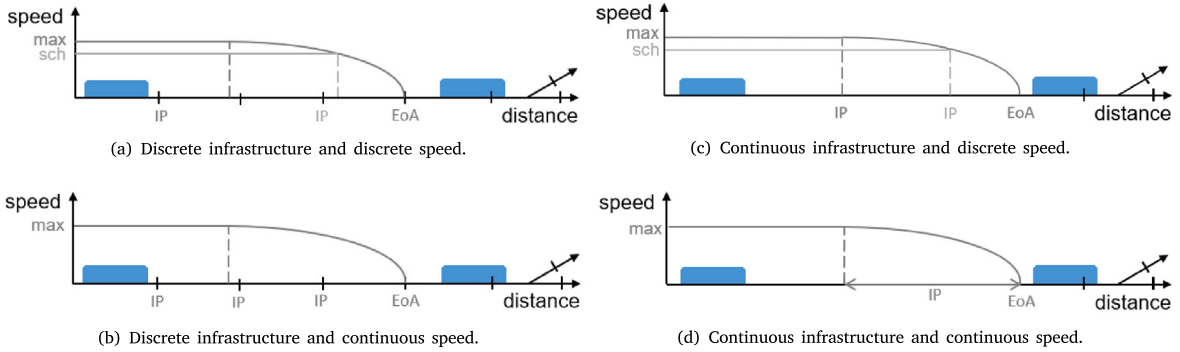 speed
max
sch
IP
IP
EoA
distance
(a) Discrete infrastructure and discrete speed.
speed
max
sch
IP
IP
EoA
distance
(c) Continuous infrastructure and discrete speed.
speed
max
IP
IP
IP
EoA
distance
(b) Discrete infrastructure and continuous speed.
speed
max
IP
EoA
distance
(d) Continuous infrastructure and continuous speed.